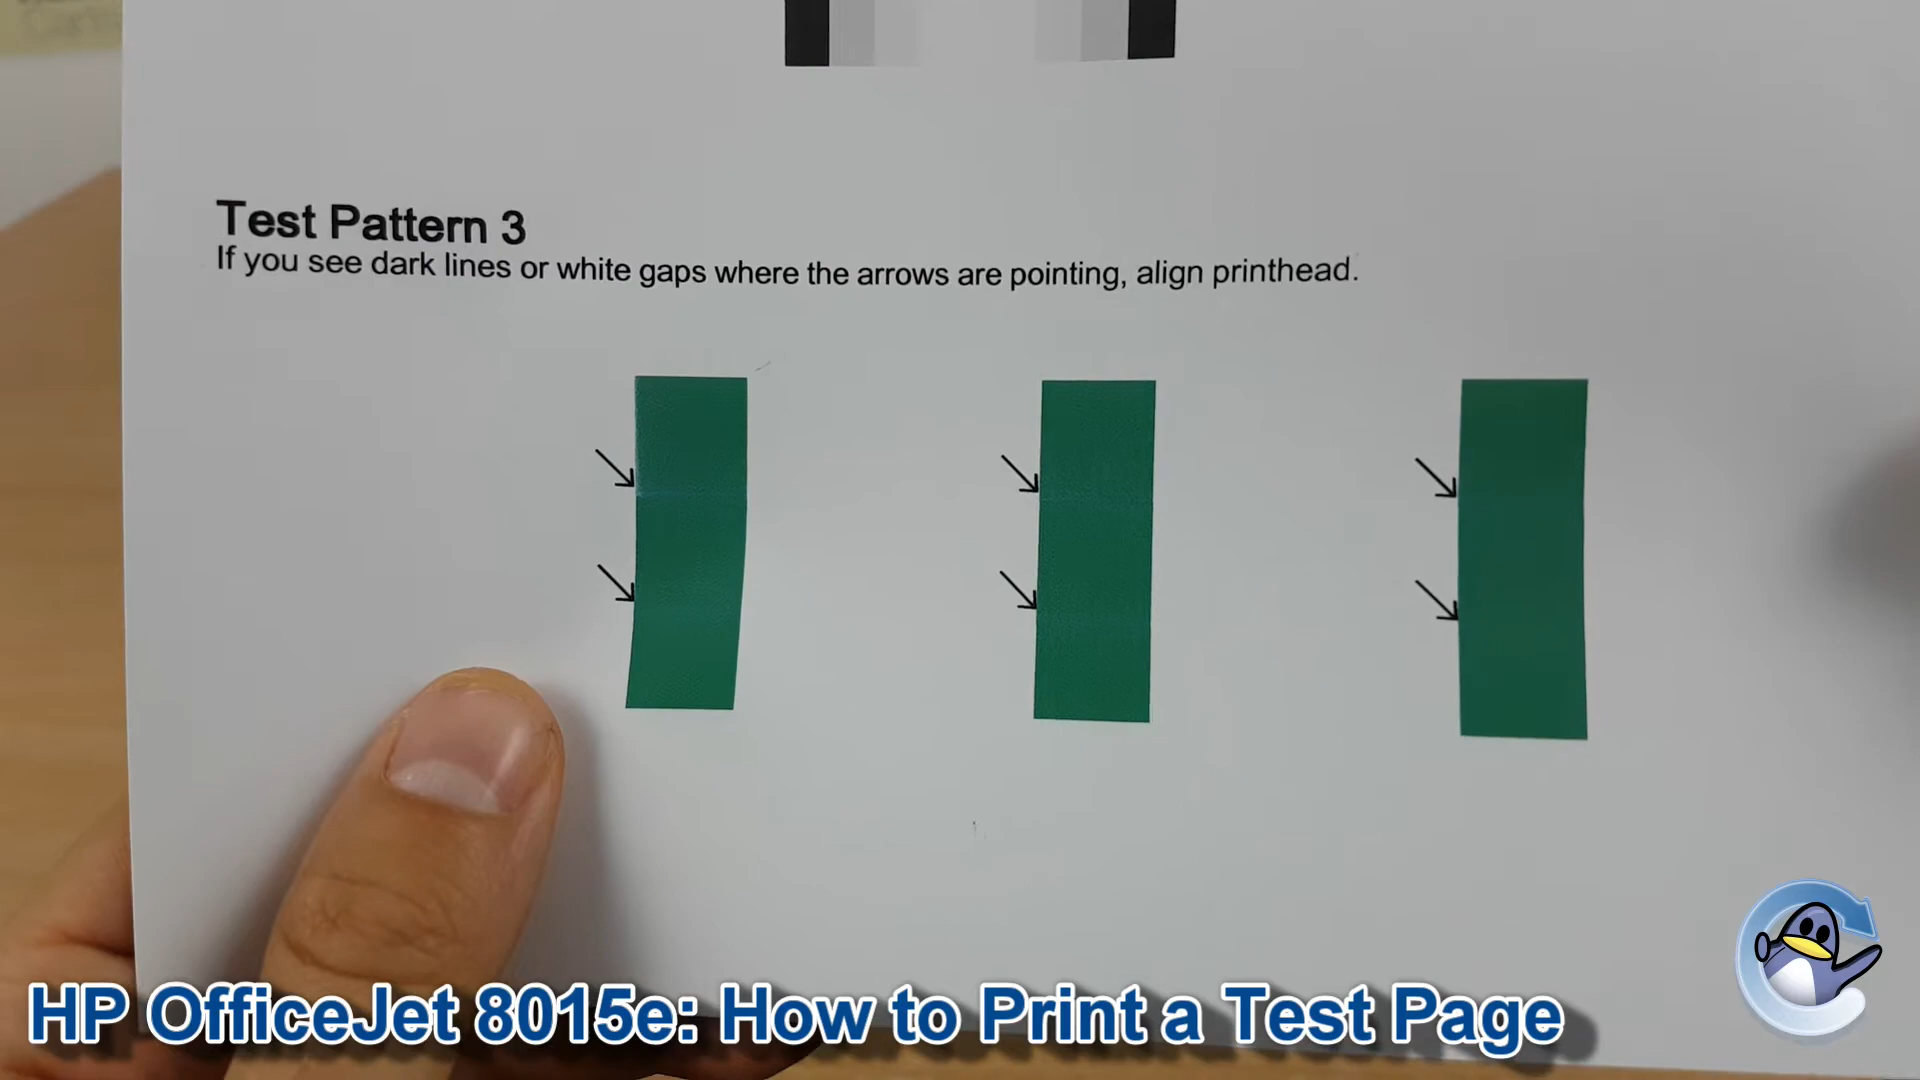 Test Pattern 3
If you see dark lines or white gaps where the arrows are pointing, align printhead.
HP OfficeJet 8015e: How to Print a Test Page